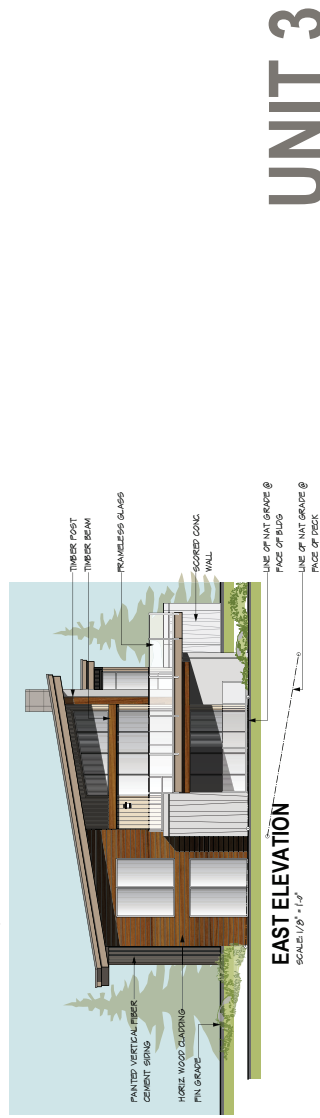 UNIT 3
TIMBER POST
TIMBER BEAM
FRAMELESS GLASS
SCORED CONC.
WALL
LINE OF NAT GRADE @
FACE OF BLDG
LINE OF NAT GRADE @
FACE OF DECK
PAINTED VERTICAL FIBER
CEMENT SIDING
HORIZ WOOD CLADDING
FIN GRADE
EAST ELEVATION
SCALE: 1/8" = 1'-0"